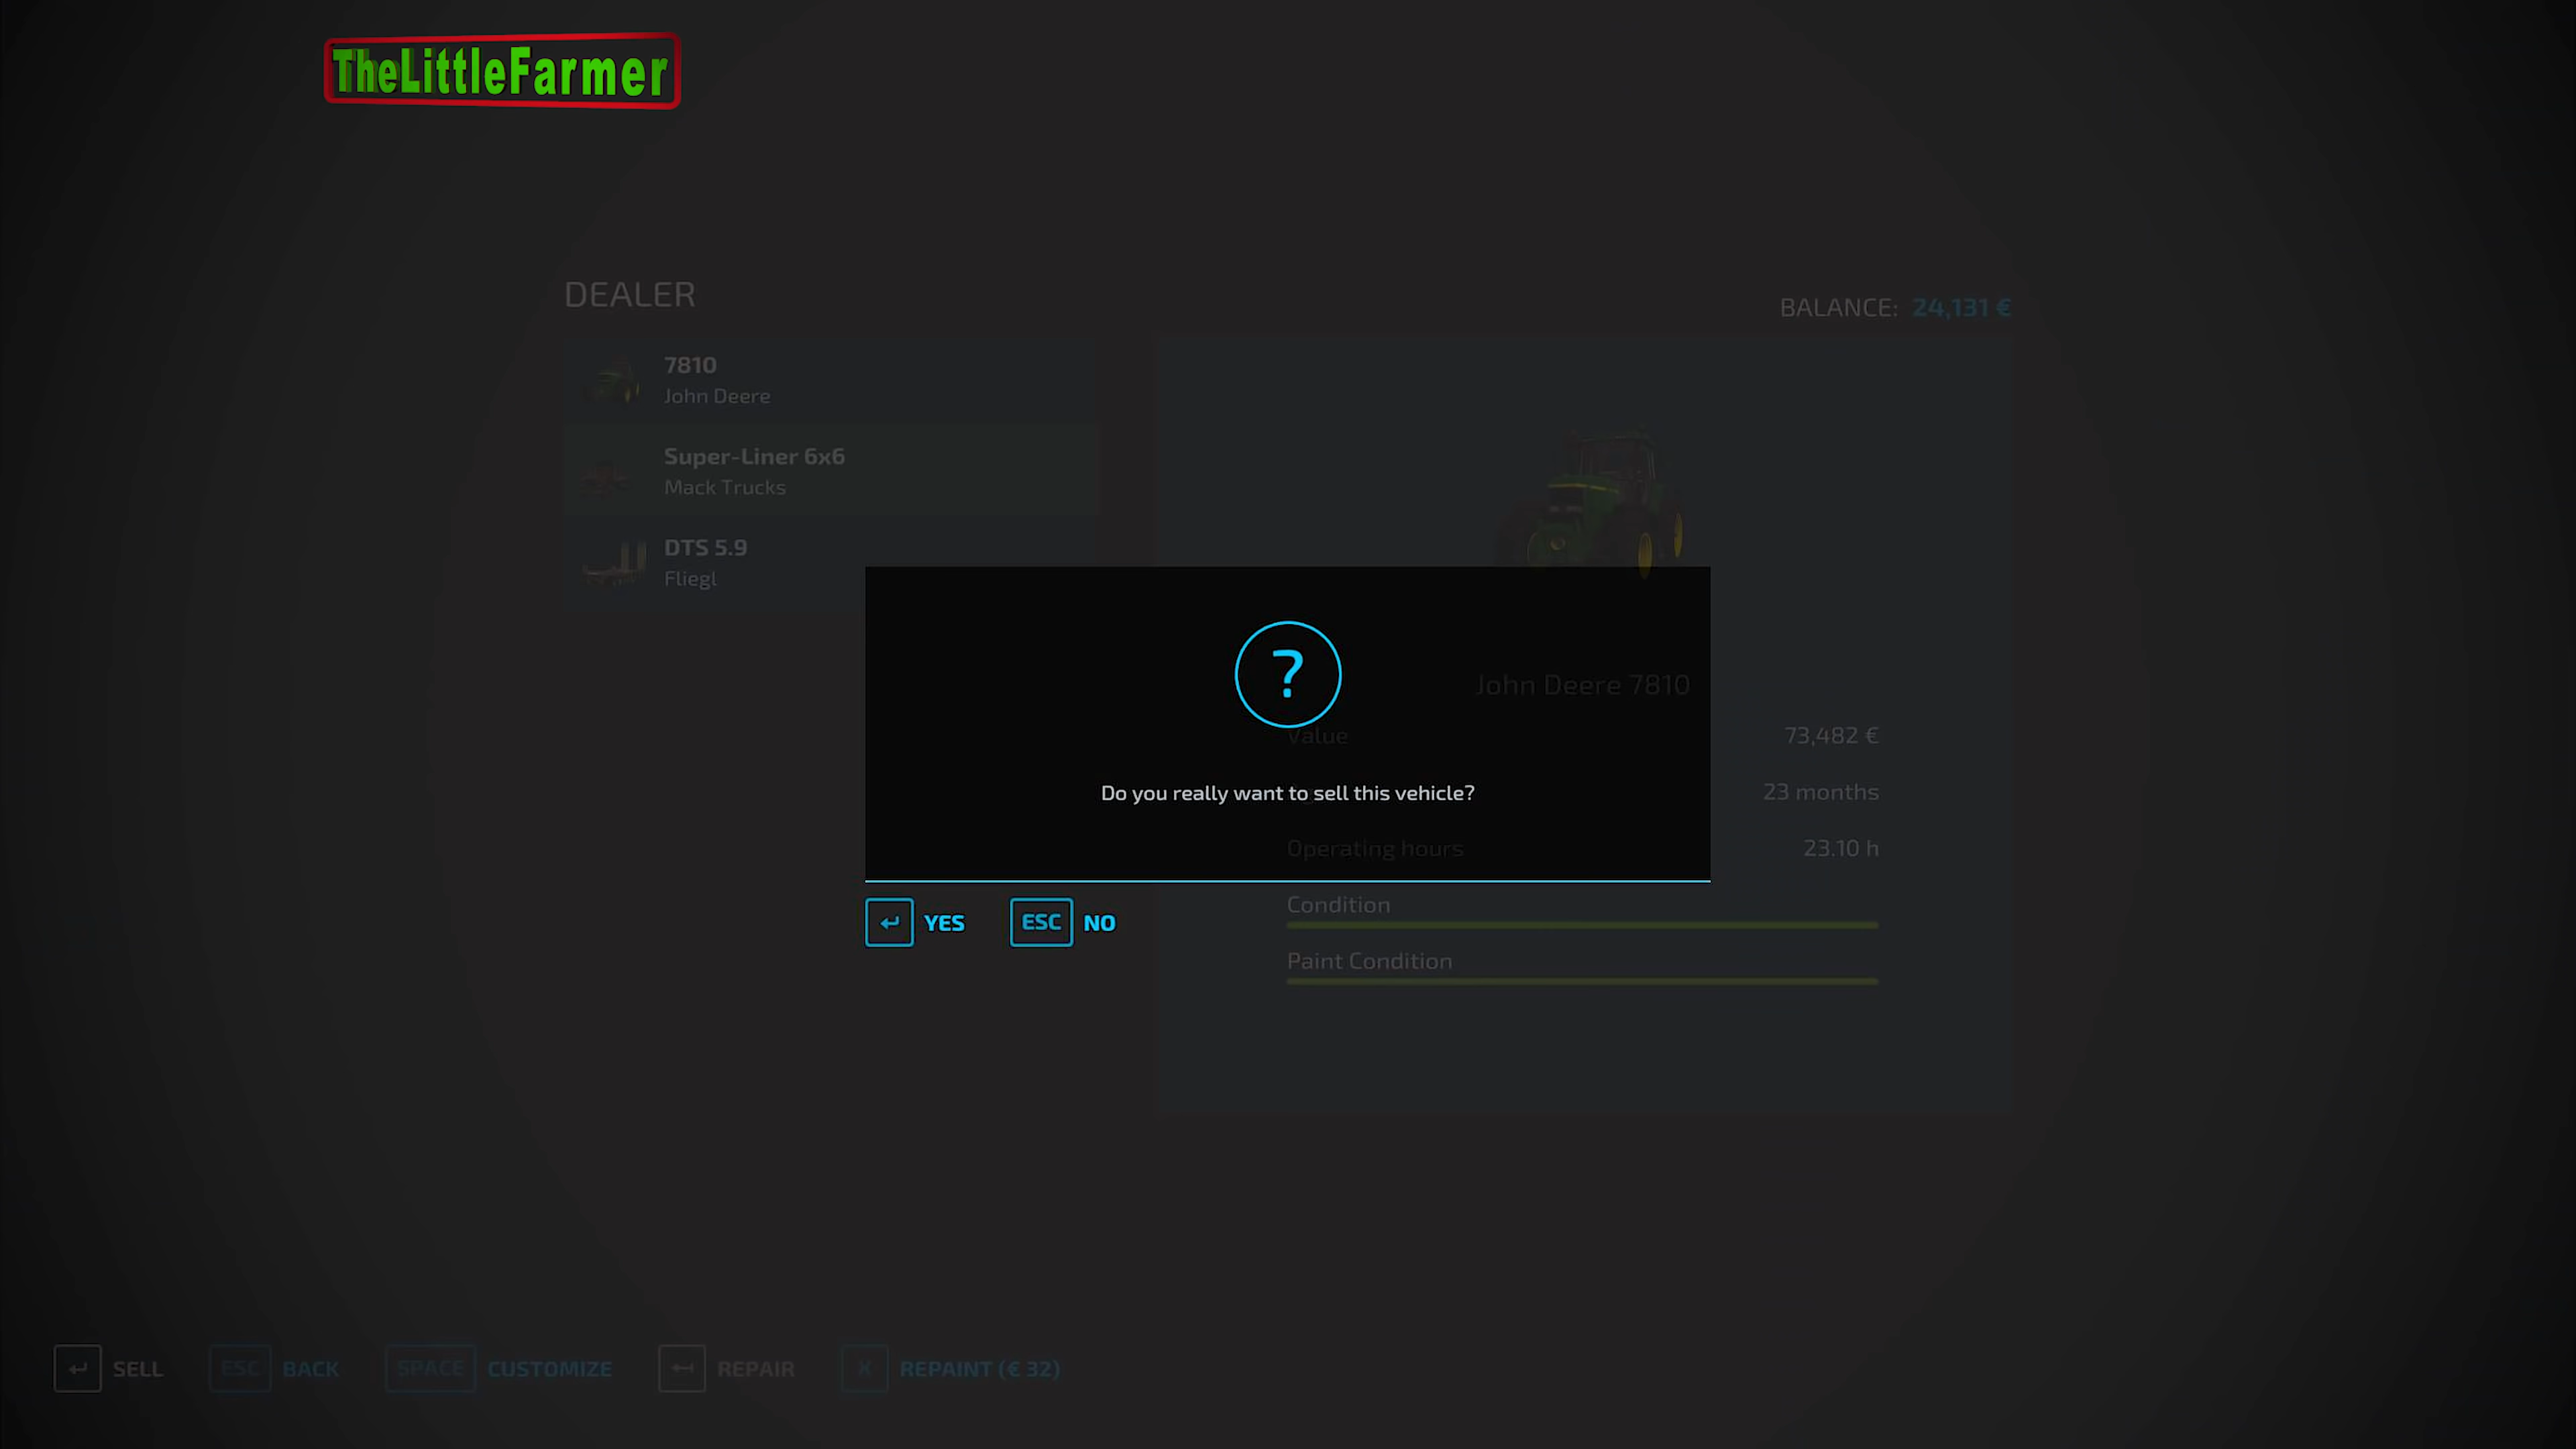 TheLittleFarmer
DEALER
BALANCE: 24,131 €
7810
John Deere
Super-Liner 6x6
Mack Trucks
DTS 5.9
Fliegl
?
John Deere 7810
Value 73,482 €
Do you really want to sell this vehicle?
23 months
Operating hours 23.10 h
Condition
YES ESC NO
Paint Condition
SELL ESC BACK SPACE CUSTOMIZE REPAIR X REPAINT (€ 32)